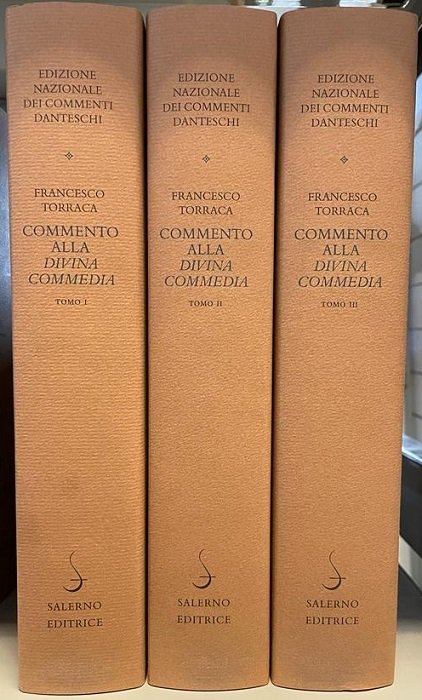 EDIZIONE
NAZIONALE
DEI COMMENTI
DANTESCHI
FRANCESCO
TORRACA
COMMENTO
ALLA
DIVINA
COMMEDIA
TOMO I
SALERNO
EDITRICE
EDIZIONE
NAZIONALE
DEI COMMENTI
DANTESCHI
FRANCESCO
TORRACA
COMMENTO
ALLA
DIVINA
COMMEDIA
TOMO II
SALERNO
EDITRICE
EDIZIONE
NAZIONALE
DEI COMMENTI
DANTESCHI
FRANCESCO
TORRACA
COMMENTO
ALLA
DIVINA
COMMEDIA
TOMO III
SALERNO
EDITRICE